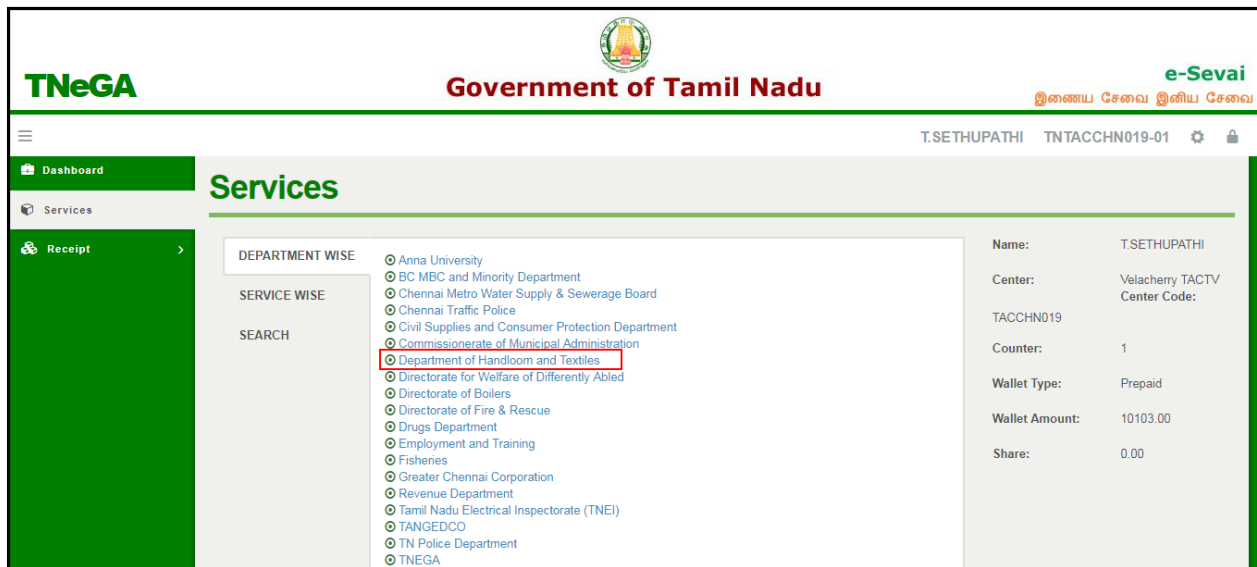 TNeGA
Government of Tamil Nadu
e-Sevai
இணைய சேவை இனிய சேவை
T.SETHUPATHI TNTACCHN019-01
Dashboard
Services
Receipt
Services
DEPARTMENT WISE
SERVICE WISE
SEARCH
Anna University
BC MBC and Minority Department
Chennai Metro Water Supply & Sewerage Board
Chennai Traffic Police
Civil Supplies and Consumer Protection Department
Commissionerate of Municipal Administration
Department of Handloom and Textiles
Directorate for Welfare of Differently Abled
Directorate of Boilers
Directorate of Fire & Rescue
Drugs Department
Employment and Training
Fisheries
Greater Chennai Corporation
Revenue Department
Tamil Nadu Electrical Inspectorate (TNEI)
TANGEDCO
TN Police Department
TNEGA
Name: T.SETHUPATHI
Center: Velacherry TACTV
Center Code:
TACCHN019
Counter: 1
Wallet Type: Prepaid
Wallet Amount: 10103.00
Share: 0.00